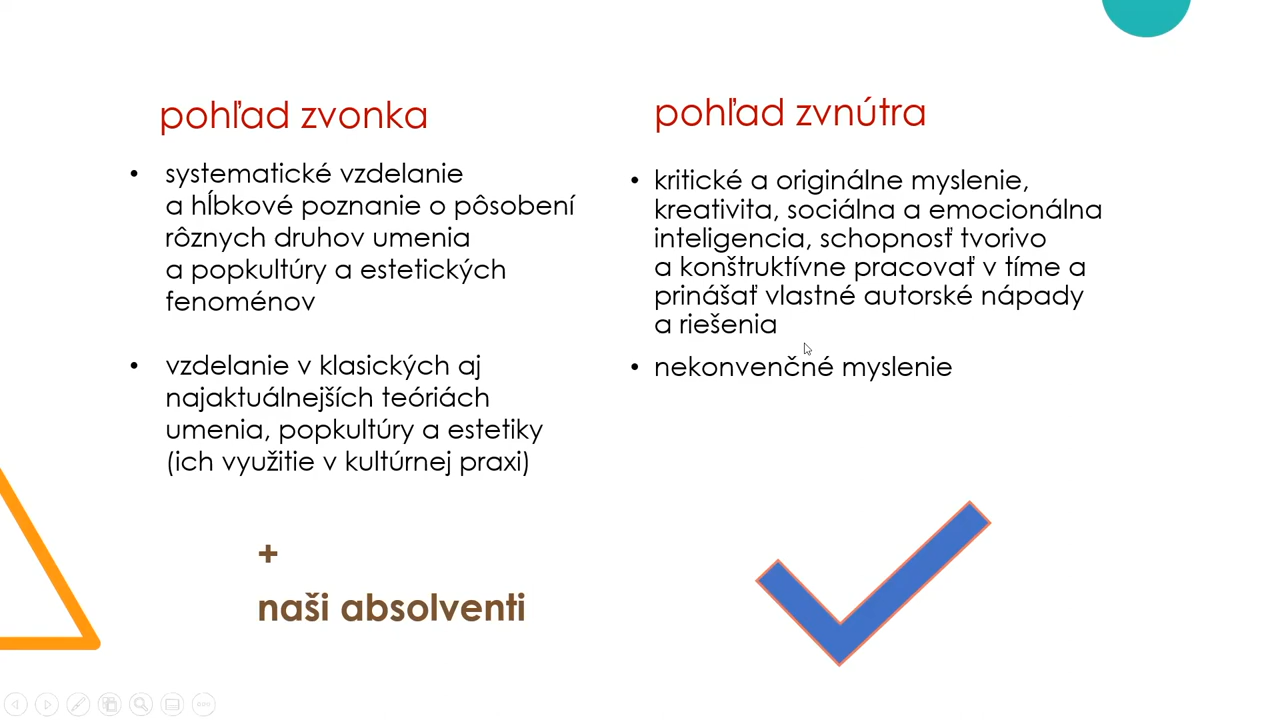 pohľad zvonka
• systematické vzdelanie
a hĺbkové poznanie o pôsobení
rôznych druhov umenia
a popkultúry a estetických
fenoménov
• vzdelanie v klasických aj
najaktuálnejších teóriách
umenia, popkultúry a estetiky
(ich využitie v kultúrnej praxi)
+
naši absolventi
pohľad zvnútra
• kritické a originálne myslenie,
kreativita, sociálna a emocionálna
inteligencia, schopnosť tvorivo
a konštruktívne pracovať v tíme a
prinášať vlastné autorské nápady
a riešenia
• nekonvenčné myslenie